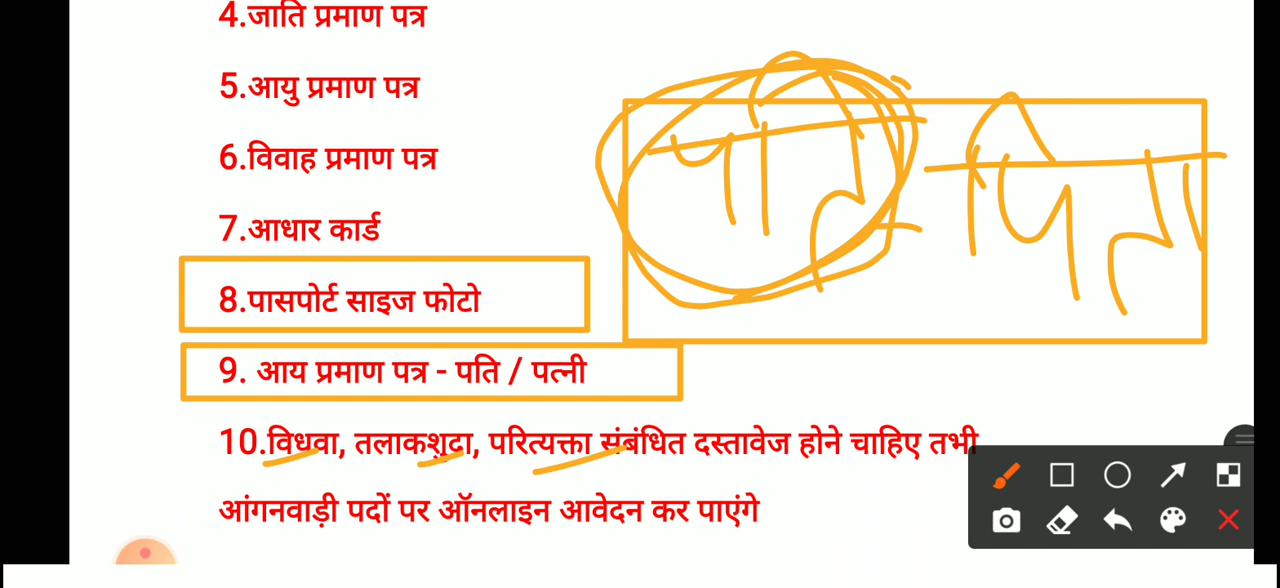 4.जाति प्रमाण पत्र
5.आयु प्रमाण पत्र
6.विवाह प्रमाण पत्र
7.आधार कार्ड
8.पासपोर्ट साइज फोटो
9. आय प्रमाण पत्र - पति / पत्नी
10.विधवा, तलाकशुदा, परित्यक्ता संबंधित दस्तावेज होने चाहिए तभी
आंगनवाड़ी पदों पर ऑनलाइन आवेदन कर पाएंगे
पति - पिता